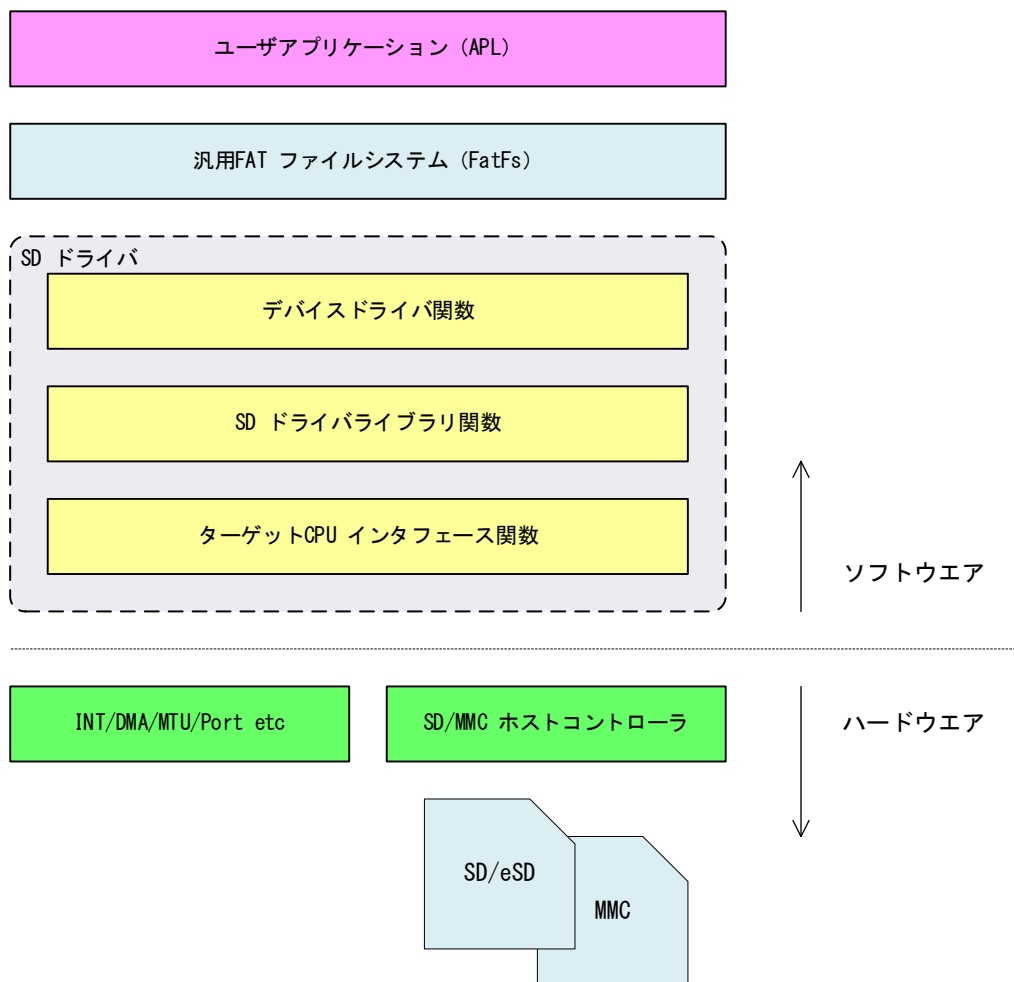 ユーザアプリケーション (APL)
汎用FAT ファイルシステム (FatFs)
SD ドライバ
デバイスドライバ関数
SD ドライバライブラリ関数
ターゲットCPU インタフェース関数
ソフトウエア
INT/DMA/MTU/Port etc
SD/MMC ホストコントローラ
ハードウエア
SD/eSD
MMC